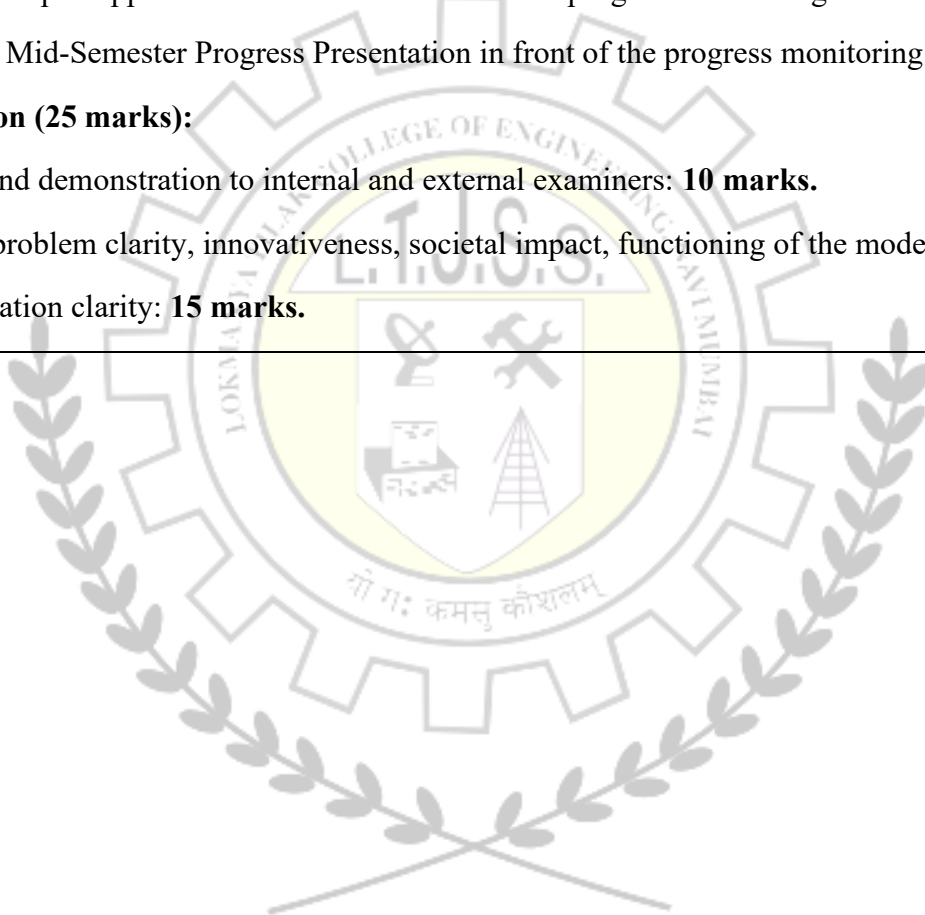 Mid-Semester Progress Presentation in front of the progress monitoring
on (25 marks):
nd demonstration to internal and external examiners: 10 marks.
problem clarity, innovativeness, societal impact, functioning of the mode
ation clarity: 15 marks.
LOKMANYA TILAK COLLEGE OF ENGINEERING NAVI MUMBAI
L.T.J.S.S.
यो गः कमसु कौशलम्